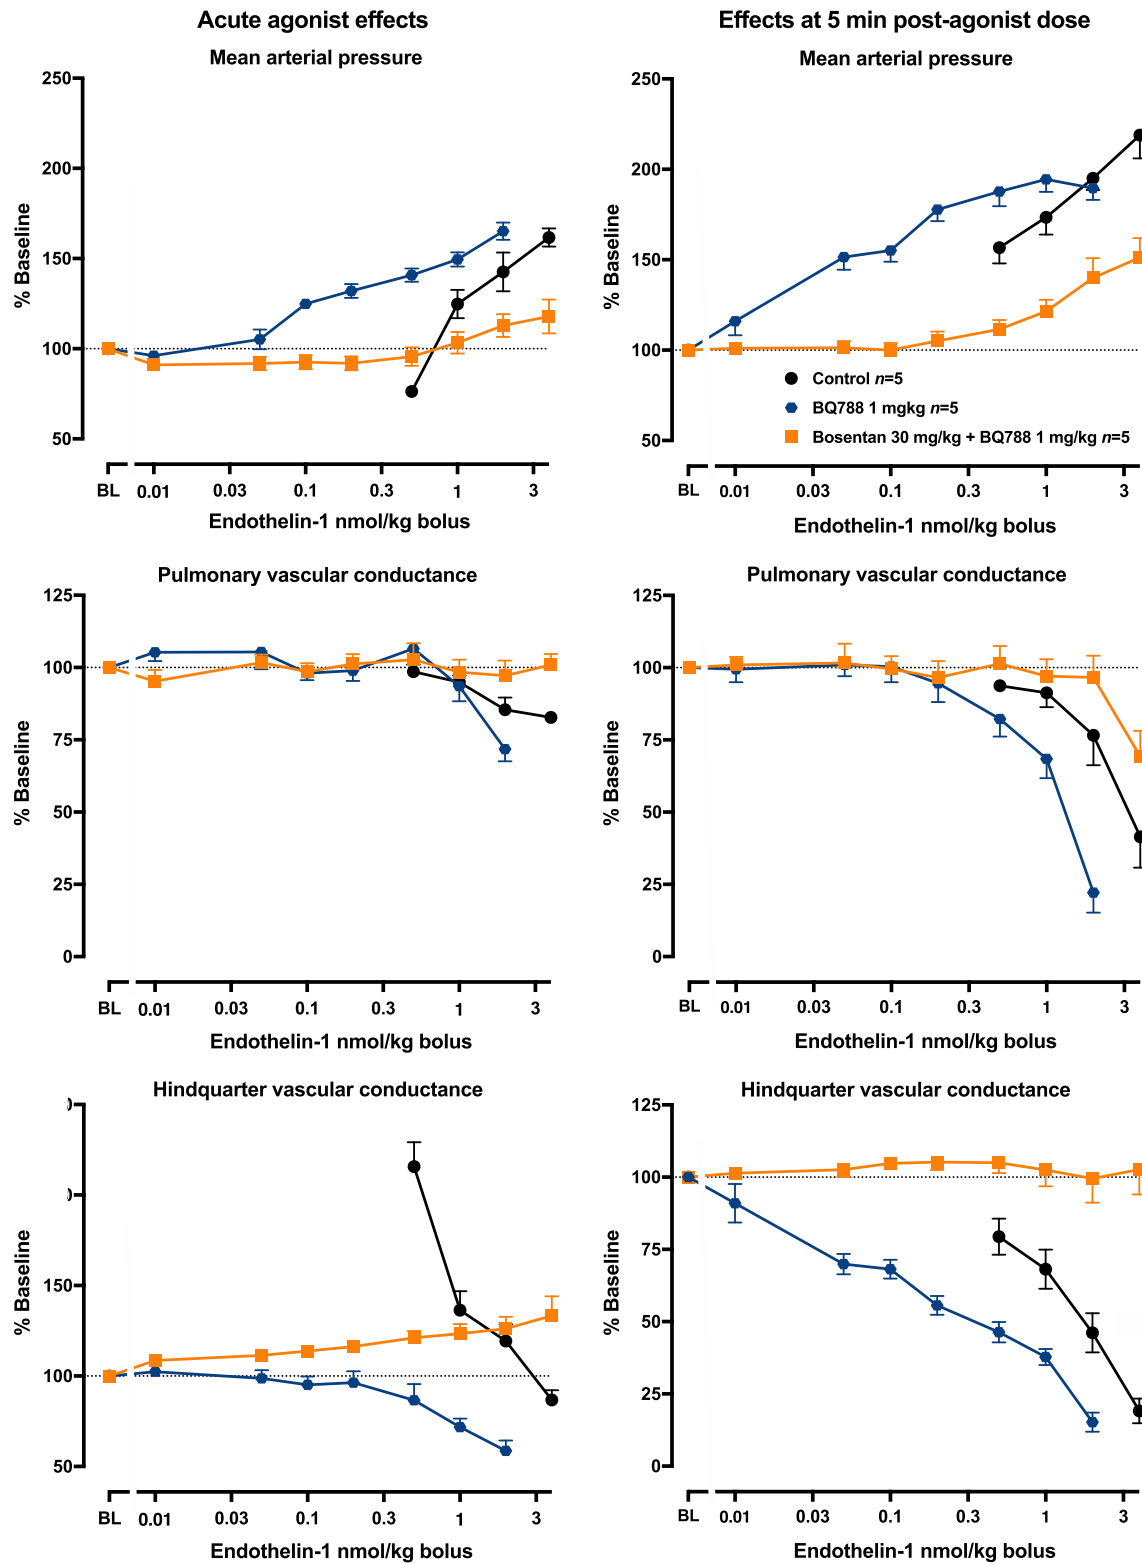 Acute agonist effects
Effects at 5 min post-agonist dose
Mean arterial pressure
250
200
150
100
50
% Baseline
BL 0.01 0.03 0.1 0.3 1 3
Endothelin-1 nmol/kg bolus
Mean arterial pressure
250
200
150
100
50
% Baseline
Control n=5
BQ788 1 mgkg n=5
Bosentan 30 mg/kg + BQ788 1 mg/kg n=5
BL 0.01 0.03 0.1 0.3 1 3
Endothelin-1 nmol/kg bolus
Pulmonary vascular conductance
125
100
75
50
25
0
% Baseline
BL 0.01 0.03 0.1 0.3 1 3
Endothelin-1 nmol/kg bolus
Pulmonary vascular conductance
125
100
75
50
25
0
% Baseline
BL 0.01 0.03 0.1 0.3 1 3
Endothelin-1 nmol/kg bolus
Hindquarter vascular conductance
150
100
50
% Baseline
BL 0.01 0.03 0.1 0.3 1 3
Endothelin-1 nmol/kg bolus
Hindquarter vascular conductance
125
100
75
50
25
0
% Baseline
BL 0.01 0.03 0.1 0.3 1 3
Endothelin-1 nmol/kg bolus